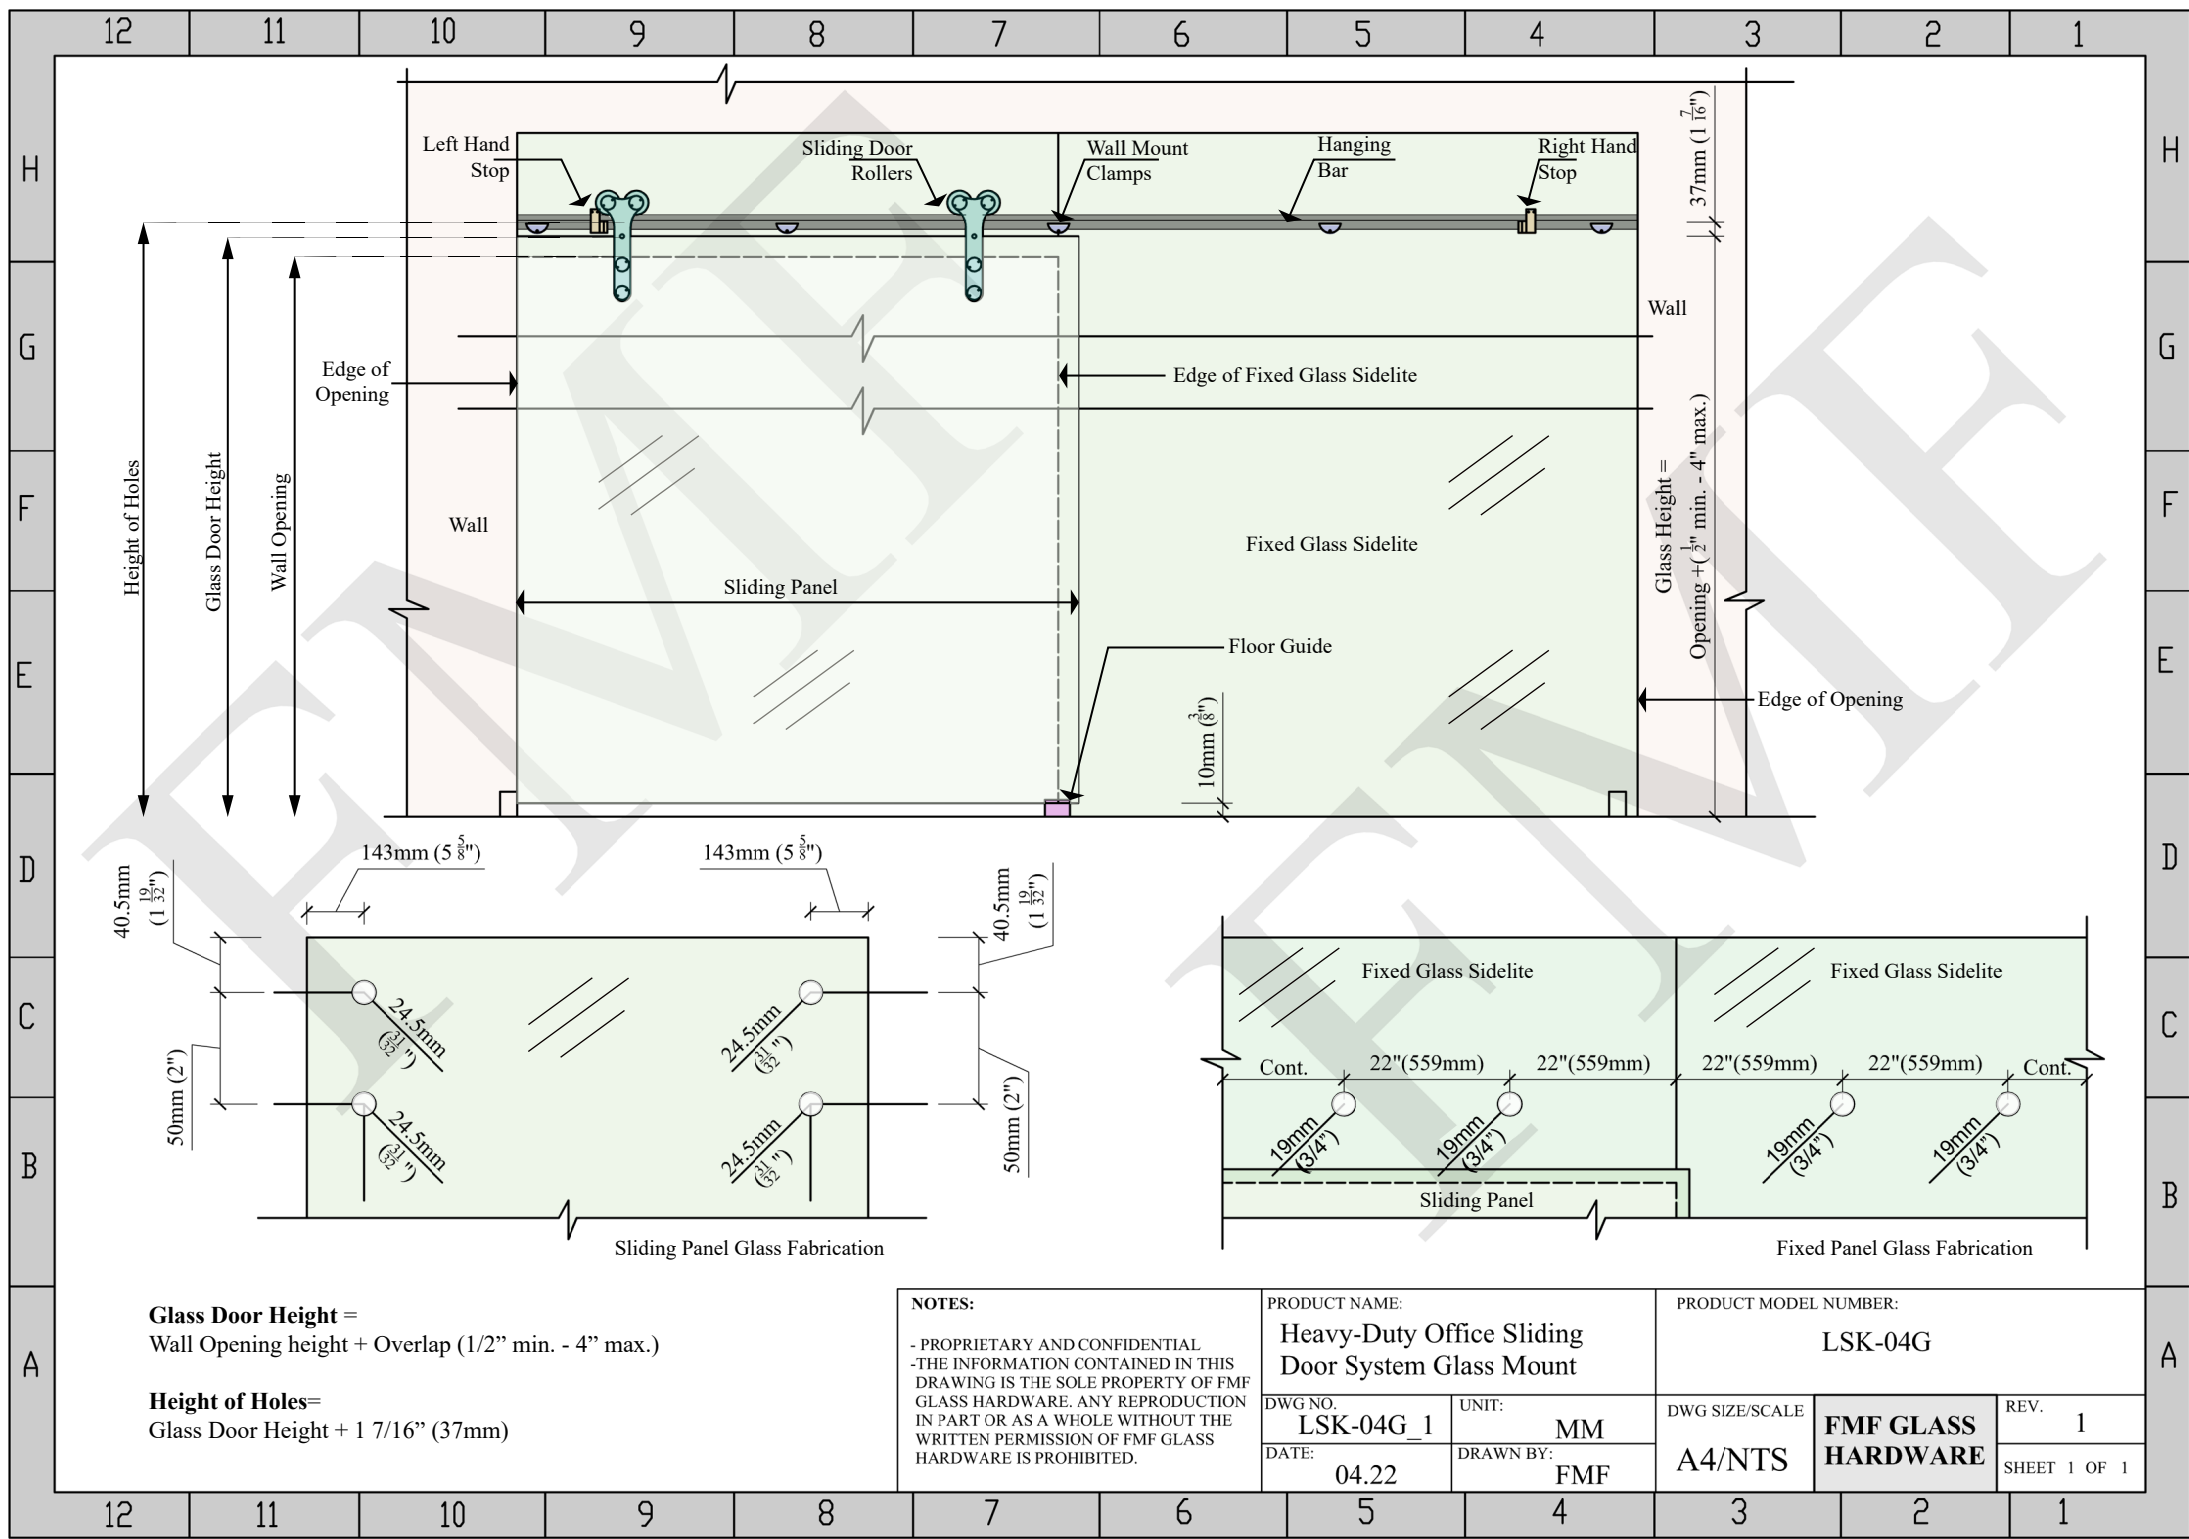 12 11 10 9 8 7 6 5 4 3 2 1
H
G
F
E
D
C
B
A
H
G
F
E
D
C
B
A
Left Hand
Stop
Sliding Door
Rollers
Wall Mount
Clamps
Hanging
Bar
Right Hand
Stop
37mm (1 7/16")
Wall
Edge of
Opening
Edge of Fixed Glass Sidelite
Height of Holes
Glass Door Height
Wall Opening
Wall
Fixed Glass Sidelite
Glass Height =
Opening +(1/2" min. - 4" max.)
Sliding Panel
Floor Guide
10mm (3/8")
Edge of Opening
143mm (5 5/8")
143mm (5 5/8")
40.5mm
(1 19/32")
40.5mm
(1 19/32")
24.5mm
(31/32")
24.5mm
(31/32")
50mm (2")
50mm (2")
24.5mm
(31/32")
24.5mm
(31/32")
Sliding Panel Glass Fabrication
Fixed Glass Sidelite
Fixed Glass Sidelite
Cont. 22"(559mm) 22"(559mm) 22"(559mm) 22"(559mm) Cont.
19mm
(3/4”)
19mm
(3/4”)
19mm
(3/4”)
19mm
(3/4”)
Sliding Panel
Fixed Panel Glass Fabrication
FMF
FMF
Glass Door Height =
Wall Opening height + Overlap (1/2” min. - 4” max.)
Height of Holes=
Glass Door Height + 1 7/16” (37mm)
NOTES:
- PROPRIETARY AND CONFIDENTIAL
-THE INFORMATION CONTAINED IN THIS
DRAWING IS THE SOLE PROPERTY OF FMF
GLASS HARDWARE. ANY REPRODUCTION
IN PART OR AS A WHOLE WITHOUT THE
WRITTEN PERMISSION OF FMF GLASS
HARDWARE IS PROHIBITED.
PRODUCT NAME:
Heavy-Duty Office Sliding
Door System Glass Mount
PRODUCT MODEL NUMBER:
LSK-04G
DWG NO.
LSK-04G_1
UNIT:
MM
DATE:
04.22
DRAWN BY:
FMF
DWG SIZE/SCALE
A4/NTS
FMF GLASS
HARDWARE
REV.
1
SHEET 1 OF 1
12 11 10 9 8 7 6 5 4 3 2 1